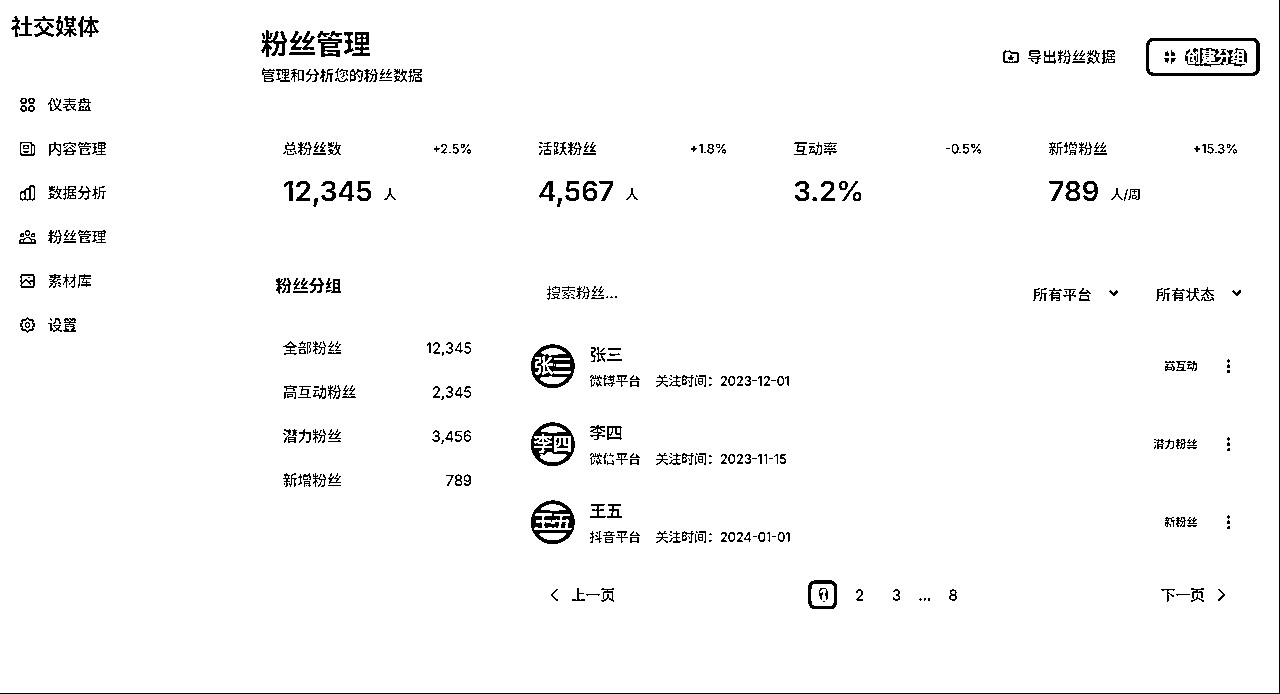 社交媒体
仪表盘
内容管理
数据分析
粉丝管理
素材库
设置
粉丝管理
管理和分析您的粉丝数据
导出粉丝数据
创建分组
总粉丝数 +2.5%
12,345 人
活跃粉丝 +1.8%
4,567 人
互动率 -0.5%
3.2%
新增粉丝 +15.3%
789 人/周
粉丝分组
全部粉丝 12,345
高互动粉丝 2,345
潜力粉丝 3,456
新增粉丝 789
搜索粉丝...
所有平台
所有状态
张三
张三
微博平台 关注时间：2023-12-01
高互动
李四
李四
微信平台 关注时间：2023-11-15
潜力粉丝
王五
王五
抖音平台 关注时间：2024-01-01
新粉丝
上一页
2 3 ... 8
下一页